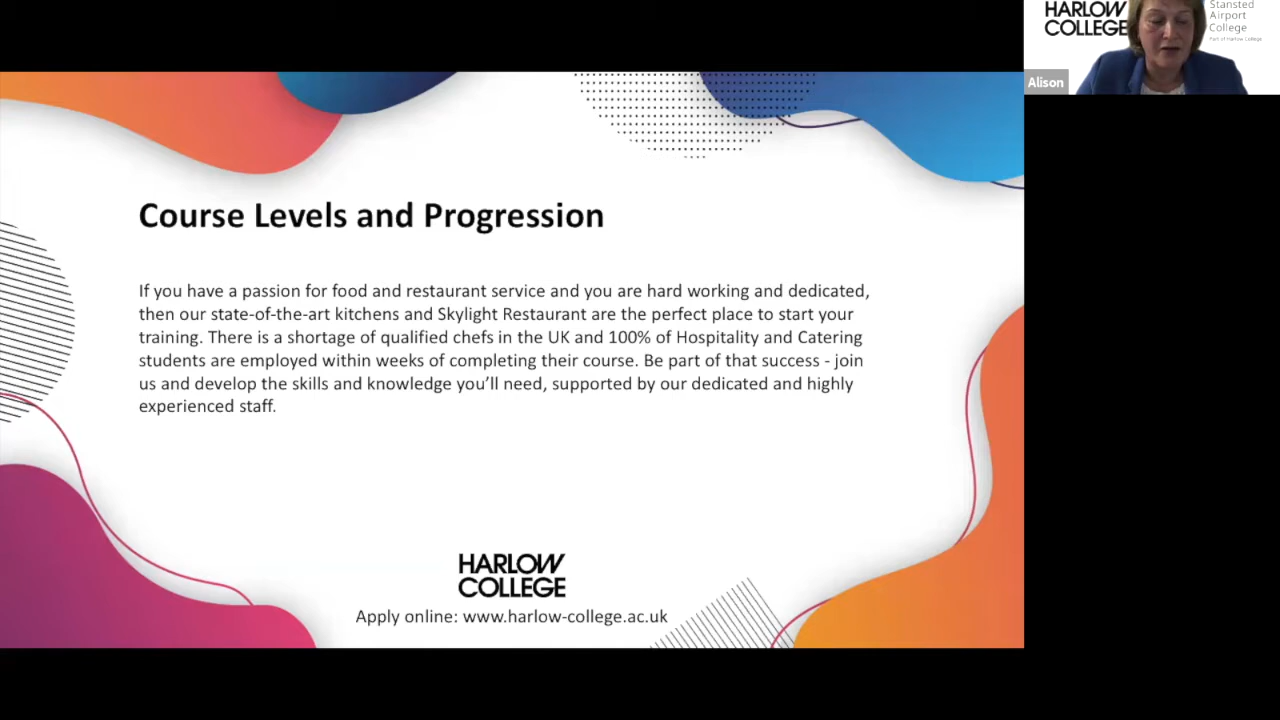 HARLOW
COLLEGE
Stansted
Airport
College
Part of Harlow College
Alison
Course Levels and Progression
If you have a passion for food and restaurant service and you are hard working and dedicated,
then our state-of-the-art kitchens and Skylight Restaurant are the perfect place to start your
training. There is a shortage of qualified chefs in the UK and 100% of Hospitality and Catering
students are employed within weeks of completing their course. Be part of that success - join
us and develop the skills and knowledge you’ll need, supported by our dedicated and highly
experienced staff.
HARLOW
COLLEGE
Apply online: www.harlow-college.ac.uk